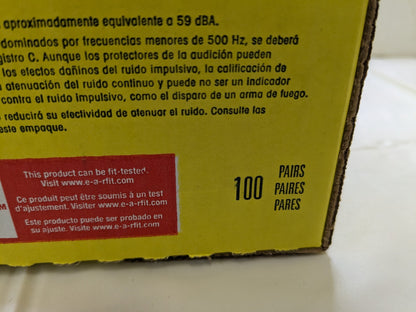 aproximadamente equivalente a 59 dBA.
dominados por frecuencias menores de 500 Hz, se deberá
gistro C. Aunque los protectores de la audición pueden
los efectos dañinos del ruido impulsivo, la calificación de
atenuación del ruido continuo y puede no ser un indicador
contra el ruido impulsivo, como el disparo de un arma de fuego.
reducirá su efectividad de atenuar el ruido. Consulte las
este empaque.
This product can be fit-tested.
Visit www.e-a-rfit.com
Ce produit peut être soumis à un test
d'ajustement. Visiter www.e-a-rfit.com
Este producto puede ser probado en
su ajuste. Visite www.e-a-rfit.com
M
100 PAIRS
PAIRES
PARES